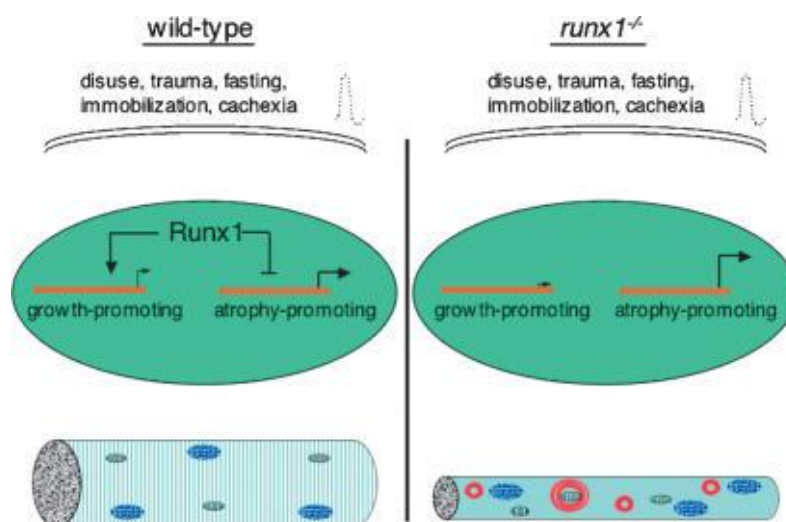 wild-type
disuse, trauma, fasting,
immobilization, cachexia
Runx1
growth-promoting
atrophy-promoting
runx1-/-
disuse, trauma, fasting,
immobilization, cachexia
growth-promoting
atrophy-promoting